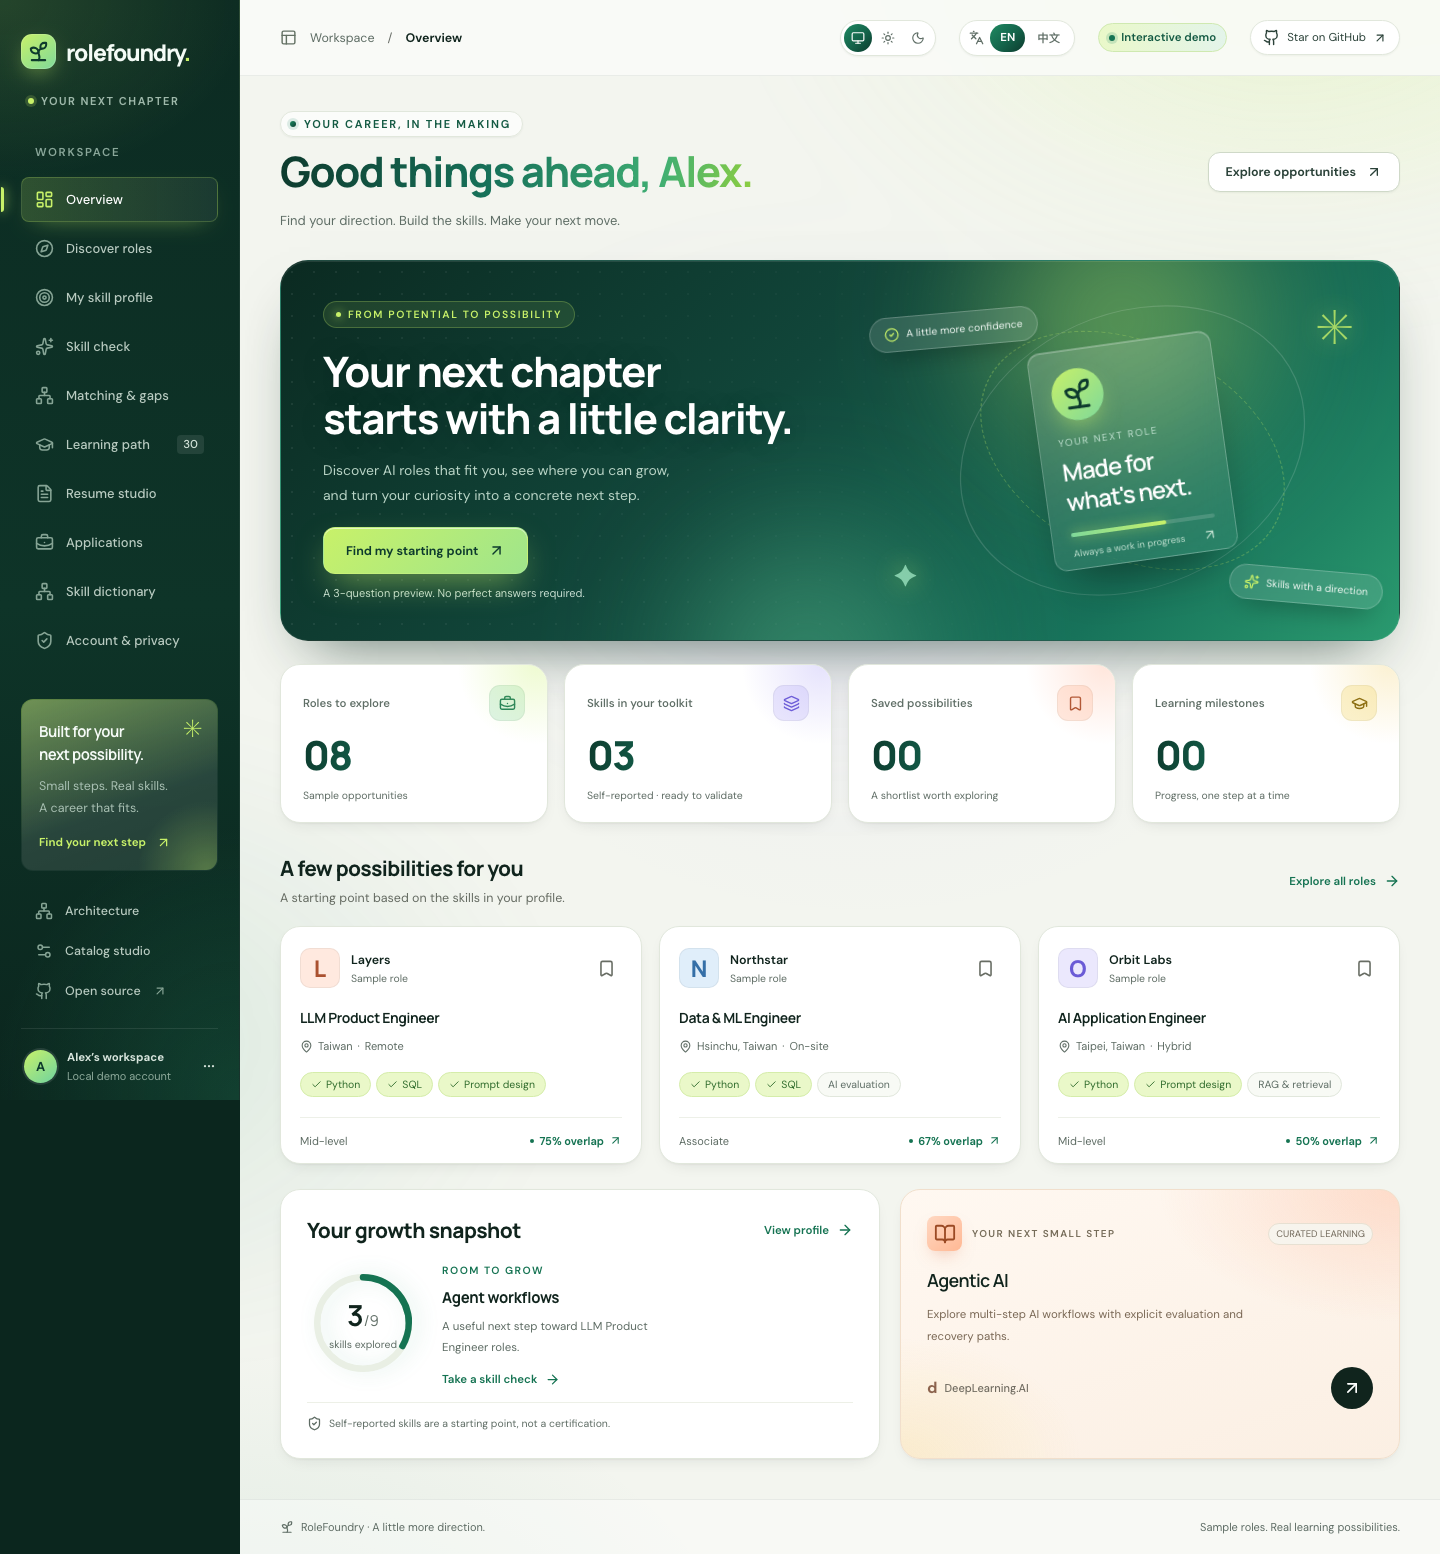 rolefoundry.
YOUR NEXT CHAPTER
WORKSPACE
Overview
Discover roles
My skill profile
Skill check
Matching & gaps
Learning path 30
Resume studio
Applications
Skill dictionary
Account & privacy
Built for your
next possibility.
Small steps. Real skills.
A career that fits.
Find your next step
Architecture
Catalog studio
Open source
A
Alex's workspace
Local demo account
Workspace / Overview
EN 中文
Interactive demo
Star on GitHub
YOUR CAREER, IN THE MAKING
Good things ahead, Alex.
Find your direction. Build the skills. Make your next move.
Explore opportunities
FROM POTENTIAL TO POSSIBILITY
Your next chapter
starts with a little clarity.
Discover AI roles that fit you, see where you can grow,
and turn your curiosity into a concrete next step.
Find my starting point
A 3-question preview. No perfect answers required.
A little more confidence
YOUR NEXT ROLE
Made for
what's next.
Always a work in progress
Skills with a direction
Roles to explore
08
Sample opportunities
Skills in your toolkit
03
Self-reported · ready to validate
Saved possibilities
00
A shortlist worth exploring
Learning milestones
00
Progress, one step at a time
A few possibilities for you
A starting point based on the skills in your profile.
Explore all roles
L
Layers
Sample role
LLM Product Engineer
Taiwan · Remote
Python SQL Prompt design
Mid-level
75% overlap
N
Northstar
Sample role
Data & ML Engineer
Hsinchu, Taiwan · On-site
Python SQL AI evaluation
Associate
67% overlap
O
Orbit Labs
Sample role
AI Application Engineer
Taipei, Taiwan · Hybrid
Python Prompt design RAG & retrieval
Mid-level
50% overlap
Your growth snapshot
View profile
3/9
skills explored
ROOM TO GROW
Agent workflows
A useful next step toward LLM Product
Engineer roles.
Take a skill check
Self-reported skills are a starting point, not a certification.
YOUR NEXT SMALL STEP
CURATED LEARNING
Agentic AI
Explore multi-step AI workflows with explicit evaluation and
recovery paths.
d DeepLearning.AI
RoleFoundry · A little more direction.
Sample roles. Real learning possibilities.